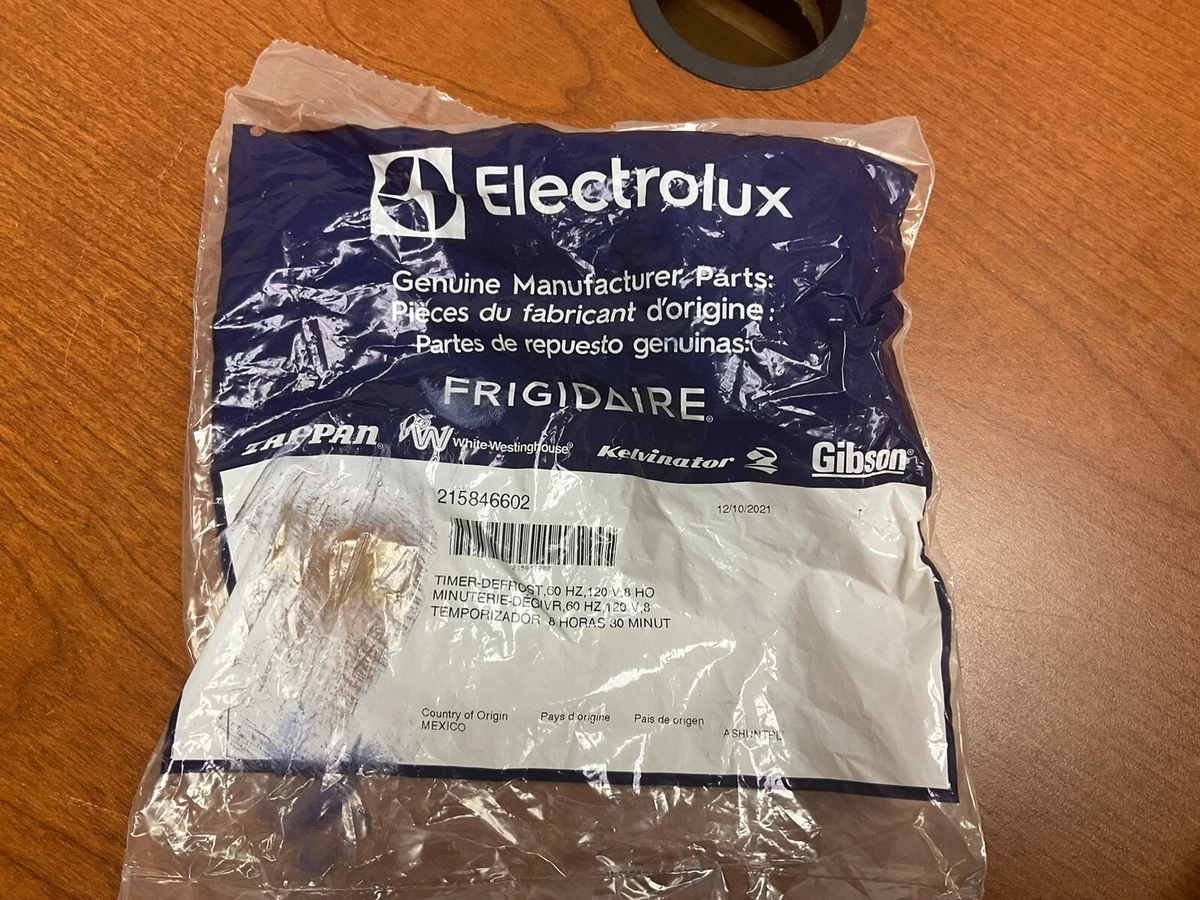 Electrolux
Genuine Manufacturer Parts:
Pièces du fabricant d'origine :
Partes de repuesto genuinas:
FRIGIDAIRE®
TAPPAN® White-Westinghouse® Kelvinator Gibson®
215846602 12/10/2021
215846602
TIMER-DEFROST,60 HZ,120 V,8 HO
MINUTERIE-DEGIVR,60 HZ,120 V,8
TEMPORIZADOR 8 HORAS 30 MINUT
Country of Origin Pays d'origine Pais de origen
MEXICO ASHUNTPL